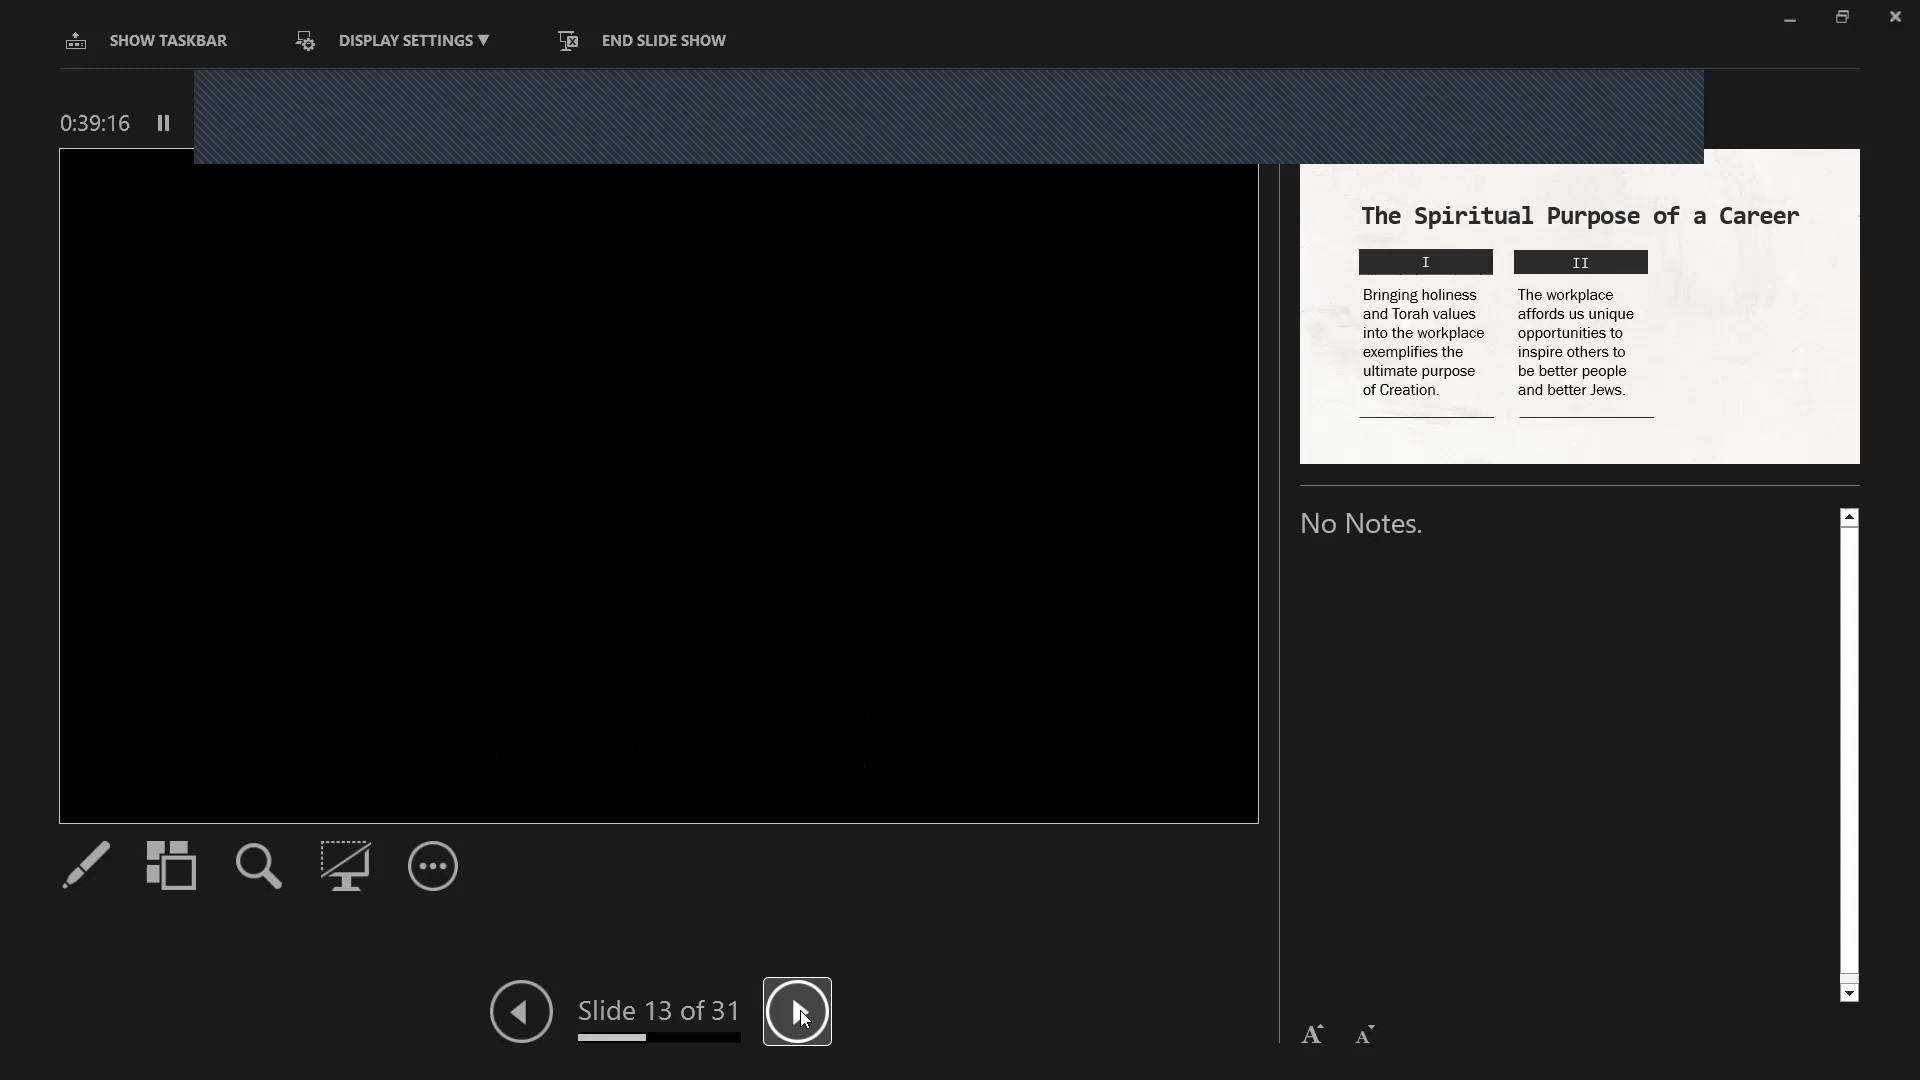 SHOW TASKBAR
DISPLAY SETTINGS ▼
END SLIDE SHOW
0:39:16
The Spiritual Purpose of a Career
I
Bringing holiness
and Torah values
into the workplace
exemplifies the
ultimate purpose
of Creation.
II
The workplace
affords us unique
opportunities to
inspire others to
be better people
and better Jews.
No Notes.
Slide 13 of 31
A A